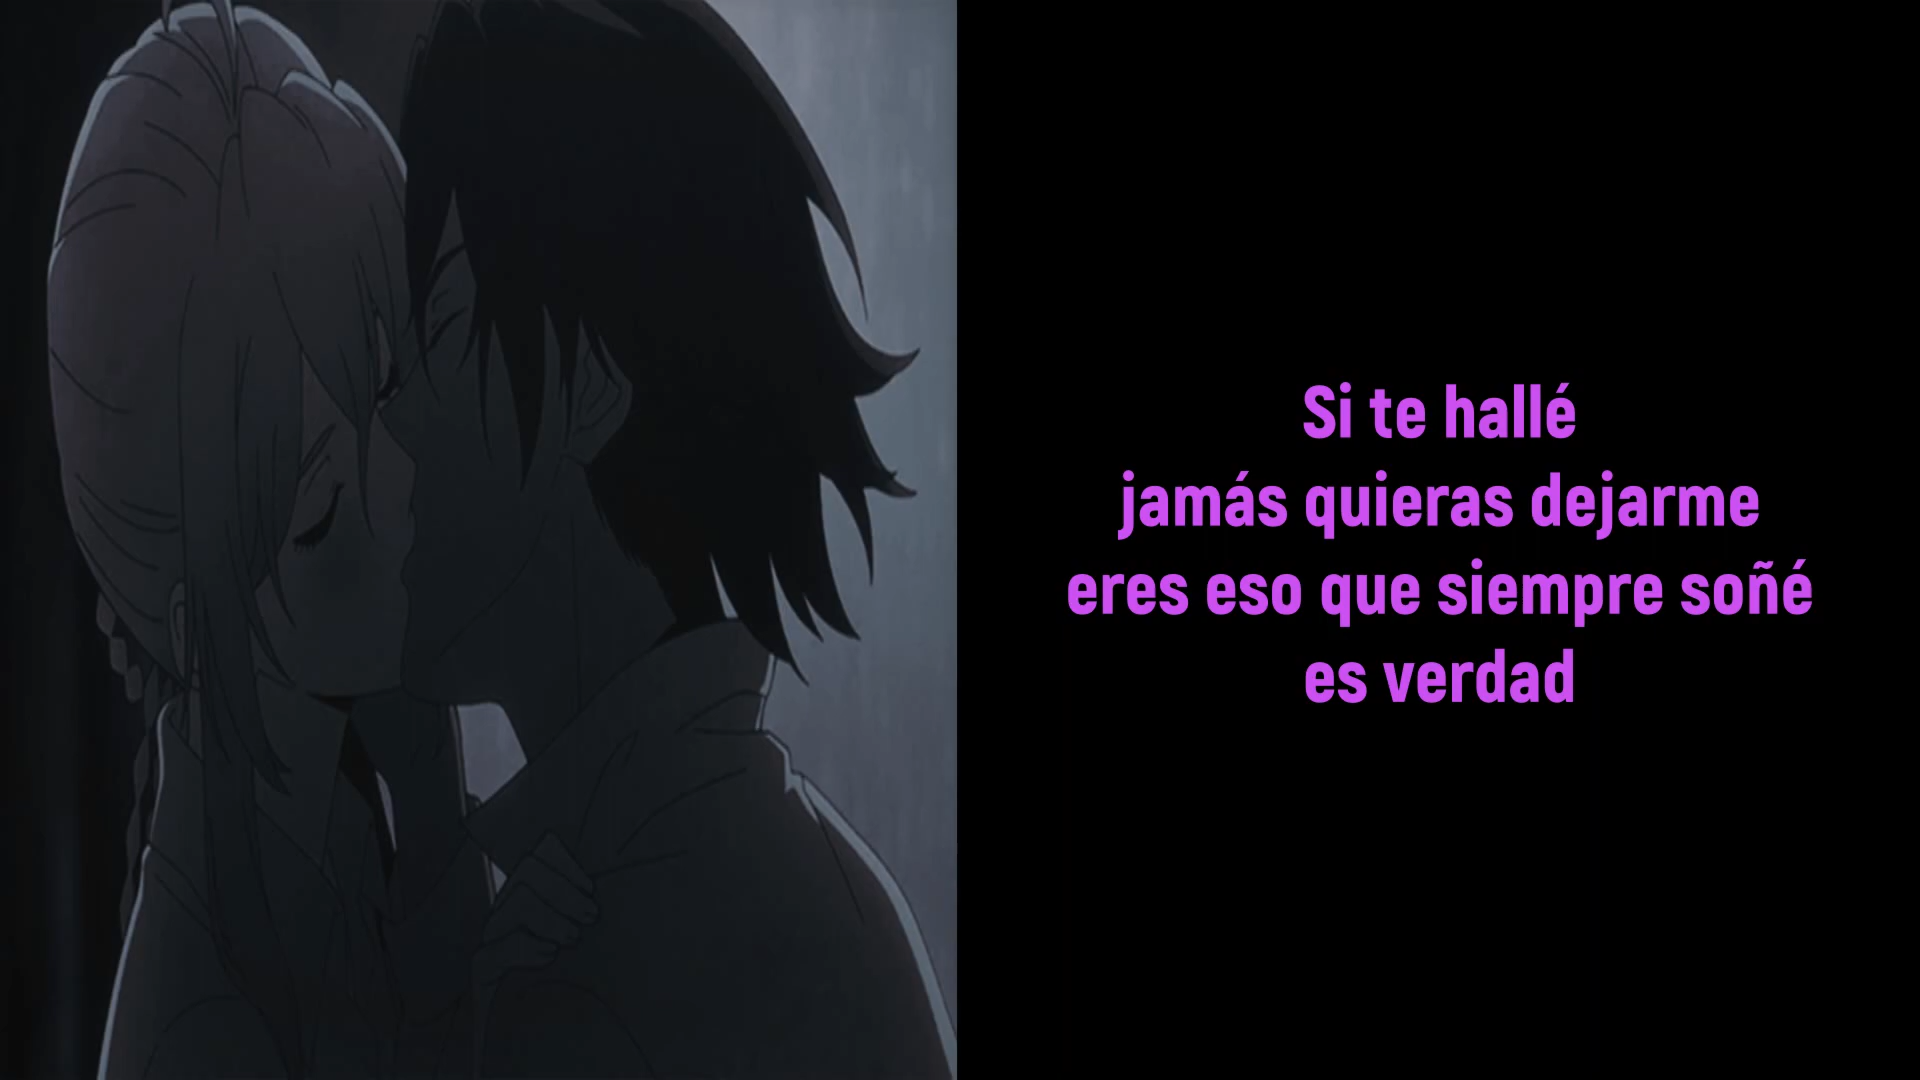 Si te hallé
jamás quieras dejarme
eres eso que siempre soñé
es verdad